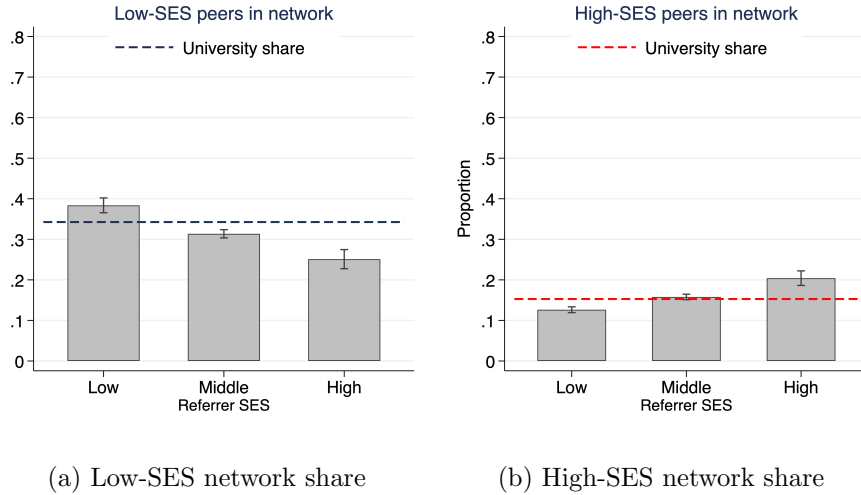 Low-SES peers in network
University share
.8
.7
.6
.5
.4
.3
.2
.1
0
Low Middle High
Referrer SES
(a) Low-SES network share
High-SES peers in network
University share
Proportion
.8
.7
.6
.5
.4
.3
.2
.1
0
Low Middle High
Referrer SES
(b) High-SES network share